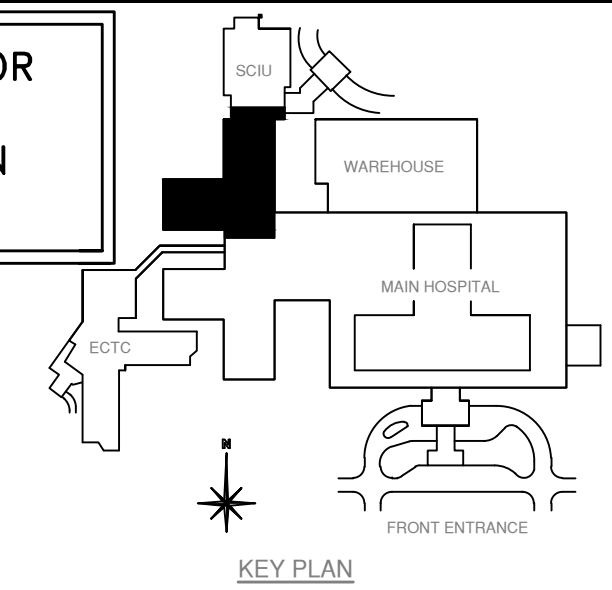 OR
N
SCIU
WAREHOUSE
MAIN HOSPITAL
ECTC
N
FRONT ENTRANCE
KEY PLAN